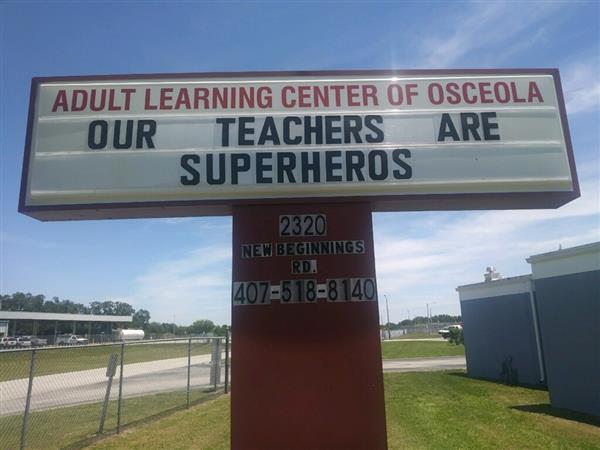 ADULT LEARNING CENTER OF OSCEOLA
OUR TEACHERS ARE
SUPERHEROS
2320
NEW BEGINNINGS
RD.
407-518-8140